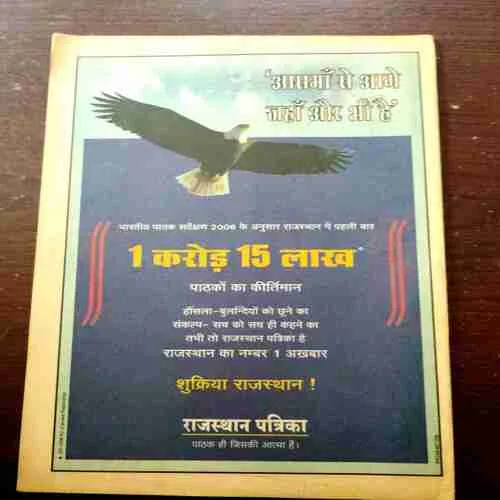 'आसमाँ से आगे
जहाँ और भी है'
भारतीय पाठक सर्वेक्षण 2006 के अनुसार राजस्थान में पहली बार
1 करोड़ 15 लाख*
पाठकों का कीर्तिमान
हौंसला-बुलन्दियों को छूने का
संकल्प- सच को सच ही कहने का
तभी तो राजस्थान पत्रिका है
राजस्थान का नम्बर 1 अख़बार
शुक्रिया राजस्थान !
राजस्थान पत्रिका
पाठक ही जिसकी आत्मा हैं।